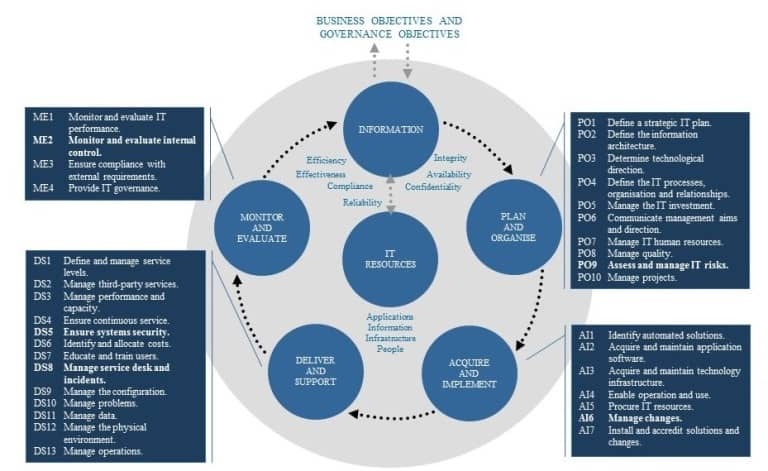 BUSINESS OBJECTIVES AND
GOVERNANCE OBJECTIVES
INFORMATION
Efficiency
Effectiveness
Compliance
Reliability
Integrity
Availability
Confidentiality
ME1 Monitor and evaluate IT
performance.
ME2 Monitor and evaluate internal
control.
ME3 Ensure compliance with
external requirements.
ME4 Provide IT governance.
PO1 Define a strategic IT plan.
PO2 Define the information
architecture.
PO3 Determine technological
direction.
PO4 Define the IT processes,
organisation and relationships.
PO5 Manage the IT investment.
PO6 Communicate management aims
and direction.
PO7 Manage IT human resources.
PO8 Manage quality.
PO9 Assess and manage IT risks.
PO10 Manage projects.
MONITOR
AND
EVALUATE
IT
RESOURCES
PLAN
AND
ORGANISE
Applications
Information
Infrastructure
People
DS1 Define and manage service
levels.
DS2 Manage third-party services.
DS3 Manage performance and
capacity.
DS4 Ensure continuous service.
DS5 Ensure systems security.
DS6 Identify and allocate costs.
DS7 Educate and train users.
DS8 Manage service desk and
incidents.
DS9 Manage the configuration.
DS10 Manage problems.
DS11 Manage data.
DS12 Manage the physical
environment.
DS13 Manage operations.
DELIVER
AND
SUPPORT
ACQUIRE
AND
IMPLEMENT
AI1 Identify automated solutions.
AI2 Acquire and maintain application
software.
AI3 Acquire and maintain technology
infrastructure.
AI4 Enable operation and use.
AI5 Procure IT resources.
AI6 Manage changes.
AI7 Install and accredit solutions and
changes.